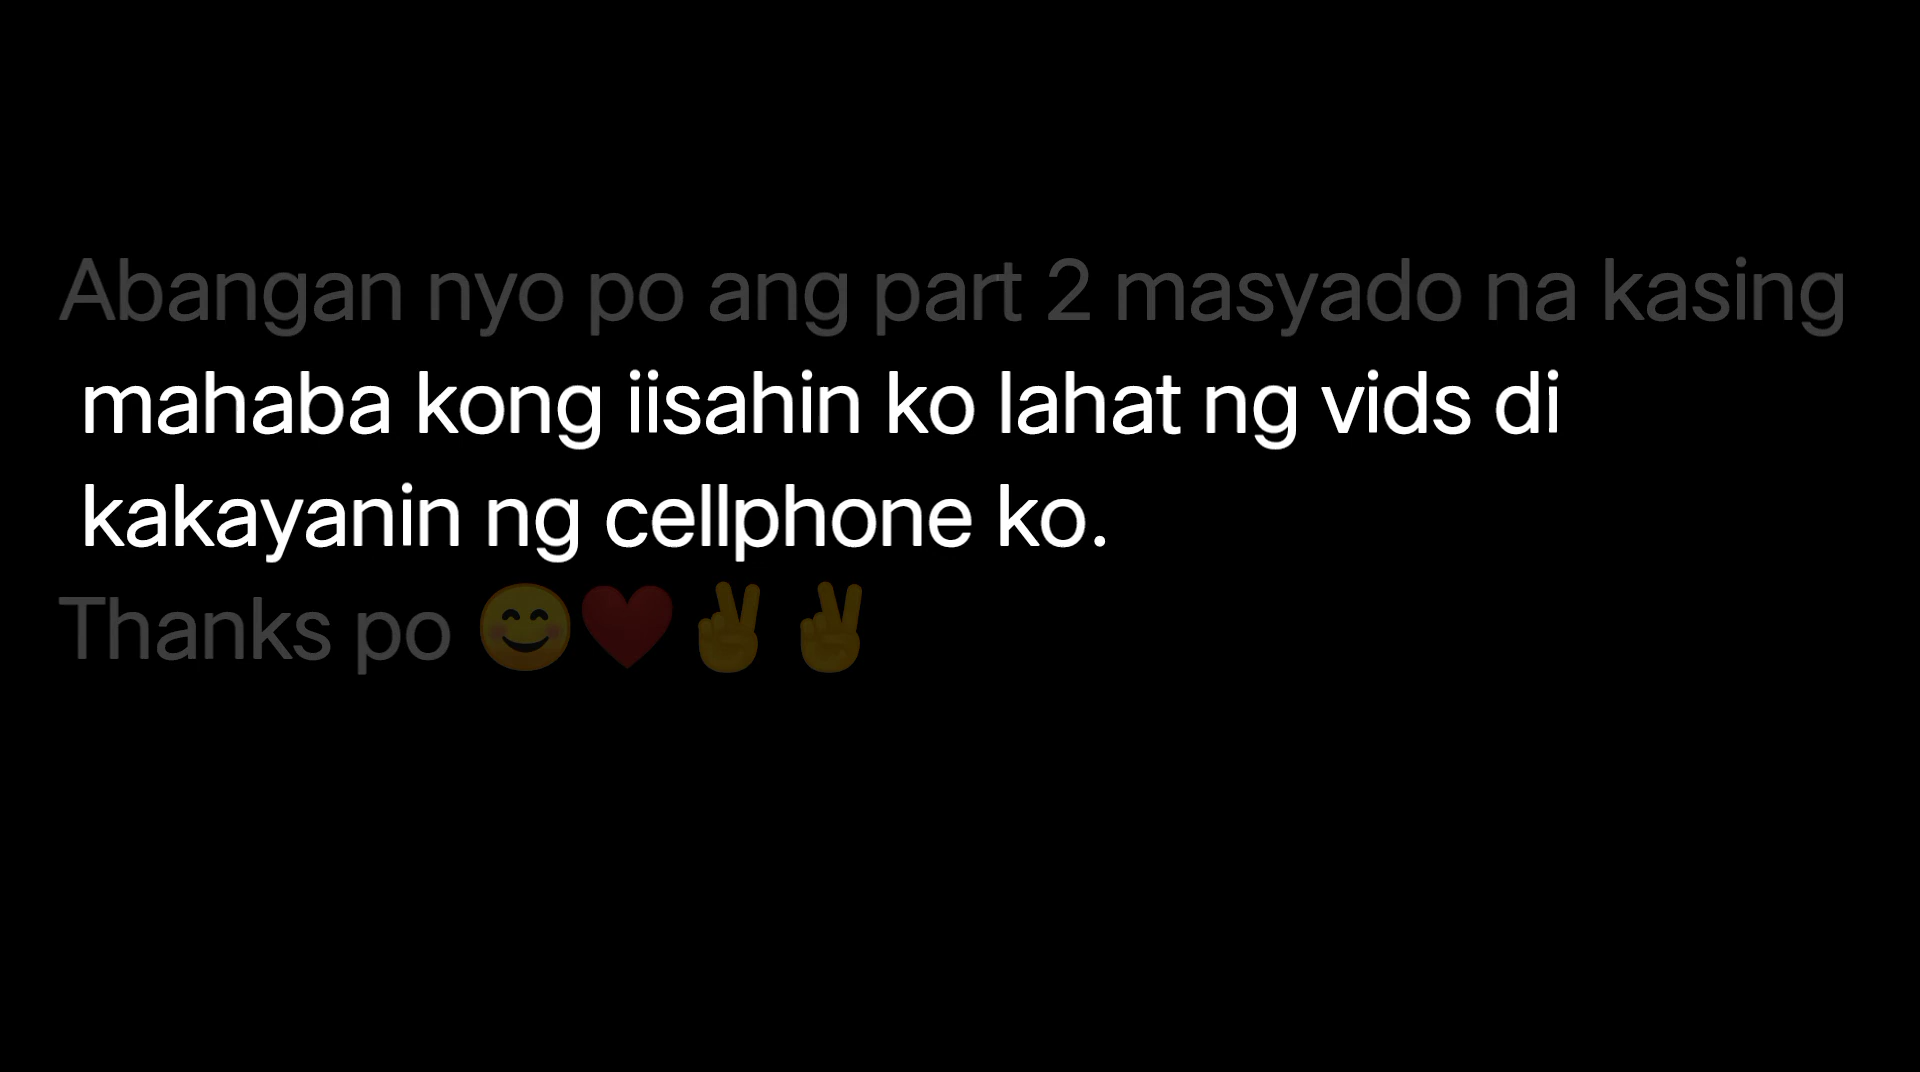 Abangan nyo po ang part 2 masyado na kasing
mahaba kong iisahin ko lahat ng vids di
kakayanin ng cellphone ko.
Thanks po 😊❤️✌️✌️